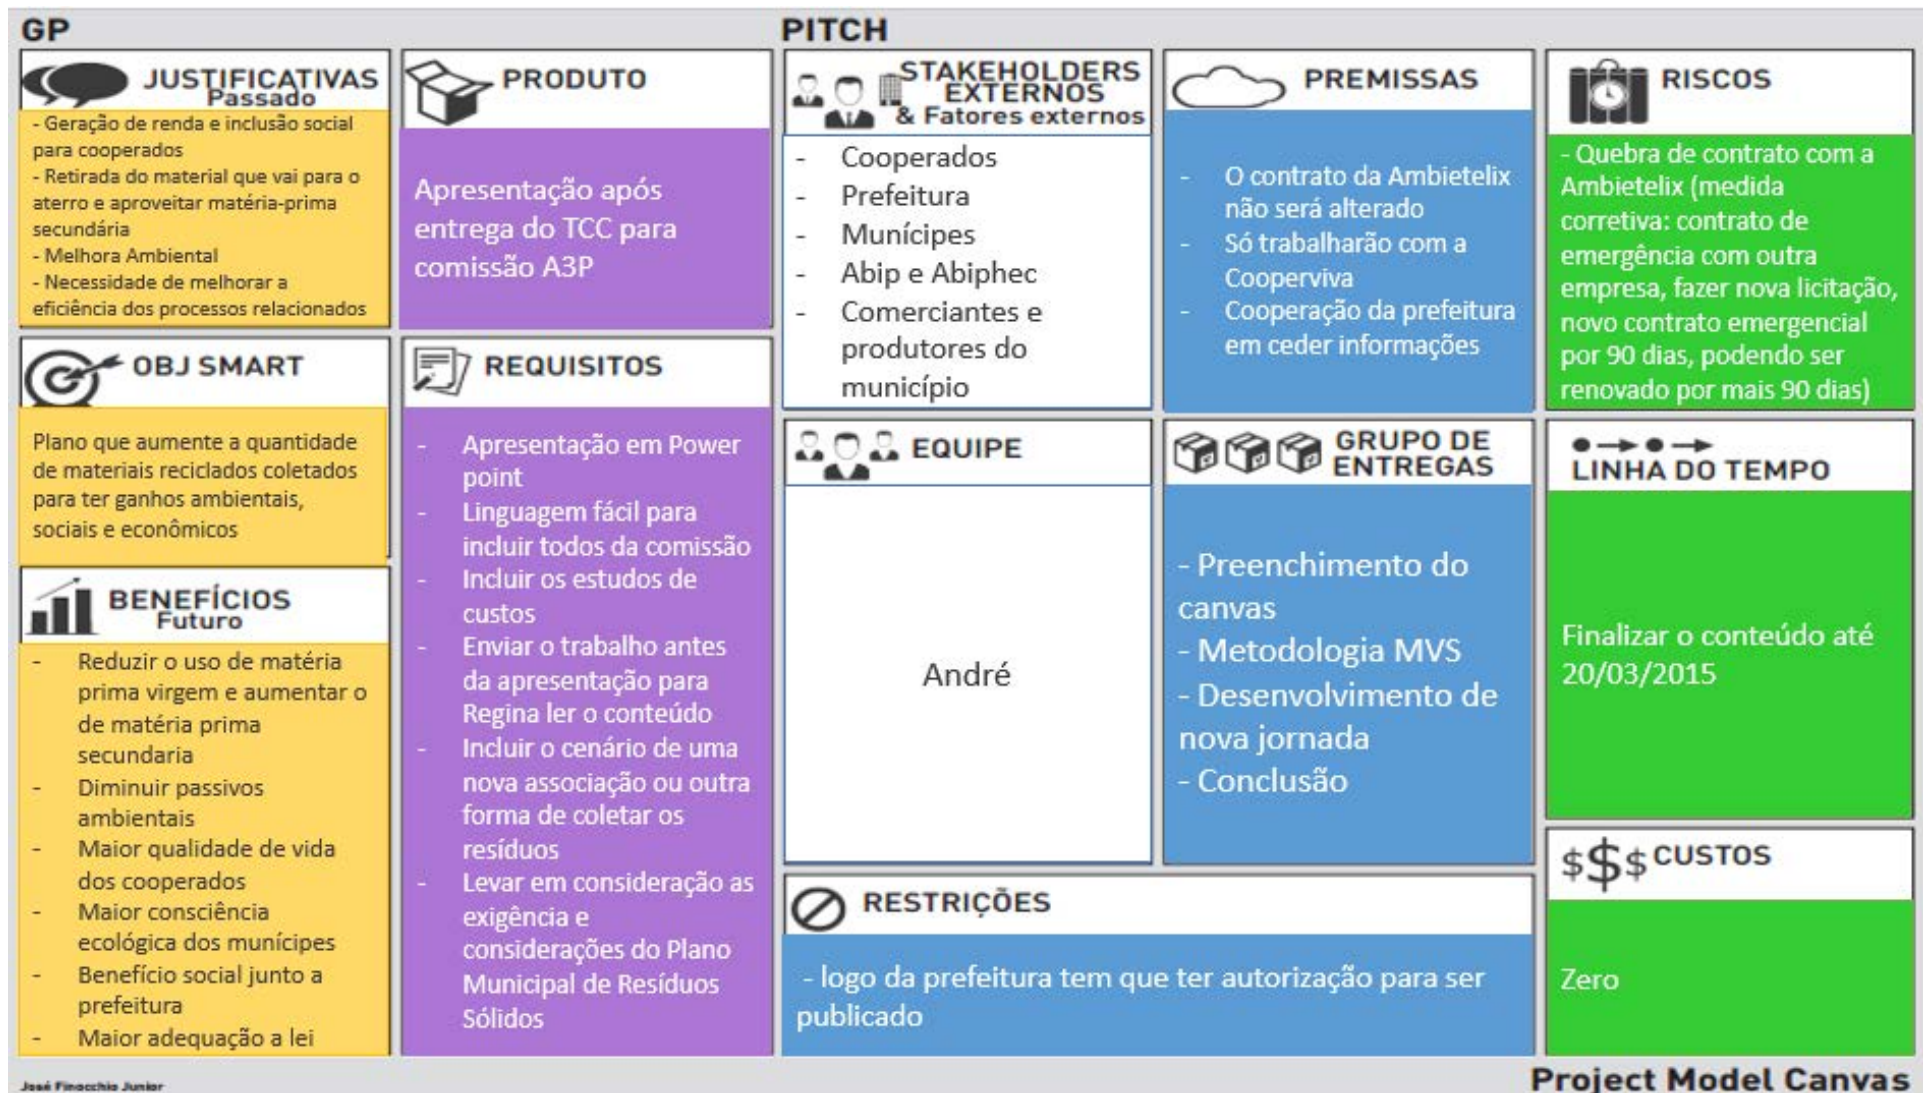 GP
PITCH
JUSTIFICATIVAS
Passado
- Geração de renda e inclusão social
para cooperados
- Retirada do material que vai para o
aterro e aproveitar matéria-prima
secundária
- Melhora Ambiental
- Necessidade de melhorar a
eficiência dos processos relacionados
OBJ SMART
Plano que aumente a quantidade
de materiais reciclados coletados
para ter ganhos ambientais,
sociais e econômicos
BENEFÍCIOS
Futuro
- Reduzir o uso de matéria
prima virgem e aumentar o
de matéria prima
secundaria
- Diminuir passivos
ambientais
- Maior qualidade de vida
dos cooperados
- Maior consciência
ecológica dos munícipes
- Benefício social junto a
prefeitura
- Maior adequação a lei
PRODUTO
Apresentação após
entrega do TCC para
comissão A3P
REQUISITOS
- Apresentação em Power
point
- Linguagem fácil para
incluir todos da comissão
- Incluir os estudos de
custos
- Enviar o trabalho antes
da apresentação para
Regina ler o conteúdo
- Incluir o cenário de uma
nova associação ou outra
forma de coletar os
resíduos
- Levar em consideração as
exigência e
considerações do Plano
Municipal de Resíduos
Sólidos
STAKEHOLDERS
EXTERNOS
& Fatores externos
- Cooperados
- Prefeitura
- Munícipes
- Abip e Abiphec
- Comerciantes e
produtores do
município
EQUIPE
André
PREMISSAS
- O contrato da Ambietelix
não será alterado
- Só trabalharão com a
Cooperviva
- Cooperação da prefeitura
em ceder informações
GRUPO DE
ENTREGAS
- Preenchimento do
canvas
- Metodologia MVS
- Desenvolvimento de
nova jornada
- Conclusão
RESTRIÇÕES
- logo da prefeitura tem que ter autorização para ser
publicado
RISCOS
- Quebra de contrato com a
Ambietelix (medida
corretiva: contrato de
emergência com outra
empresa, fazer nova licitação,
novo contrato emergencial
por 90 dias, podendo ser
renovado por mais 90 dias)
LINHA DO TEMPO
Finalizar o conteúdo até
20/03/2015
$$$ CUSTOS
Zero
José Finocchio Junior
Project Model Canvas